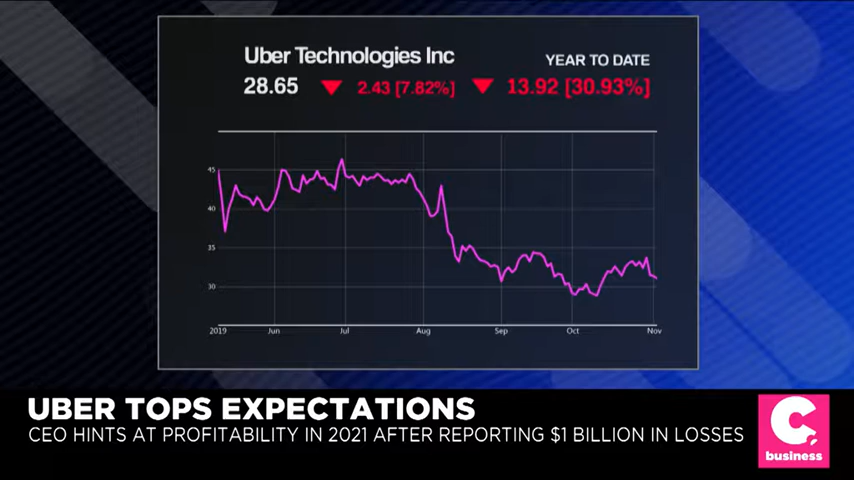 Uber Technologies Inc
YEAR TO DATE
28.65 ▼ 2.43 [7.82%] ▼ 13.92 [30.93%]
45
40
35
30
2019 Jun Jul Aug Sep Oct Nov
UBER TOPS EXPECTATIONS
CEO HINTS AT PROFITABILITY IN 2021 AFTER REPORTING $1 BILLION IN LOSSES
C
business